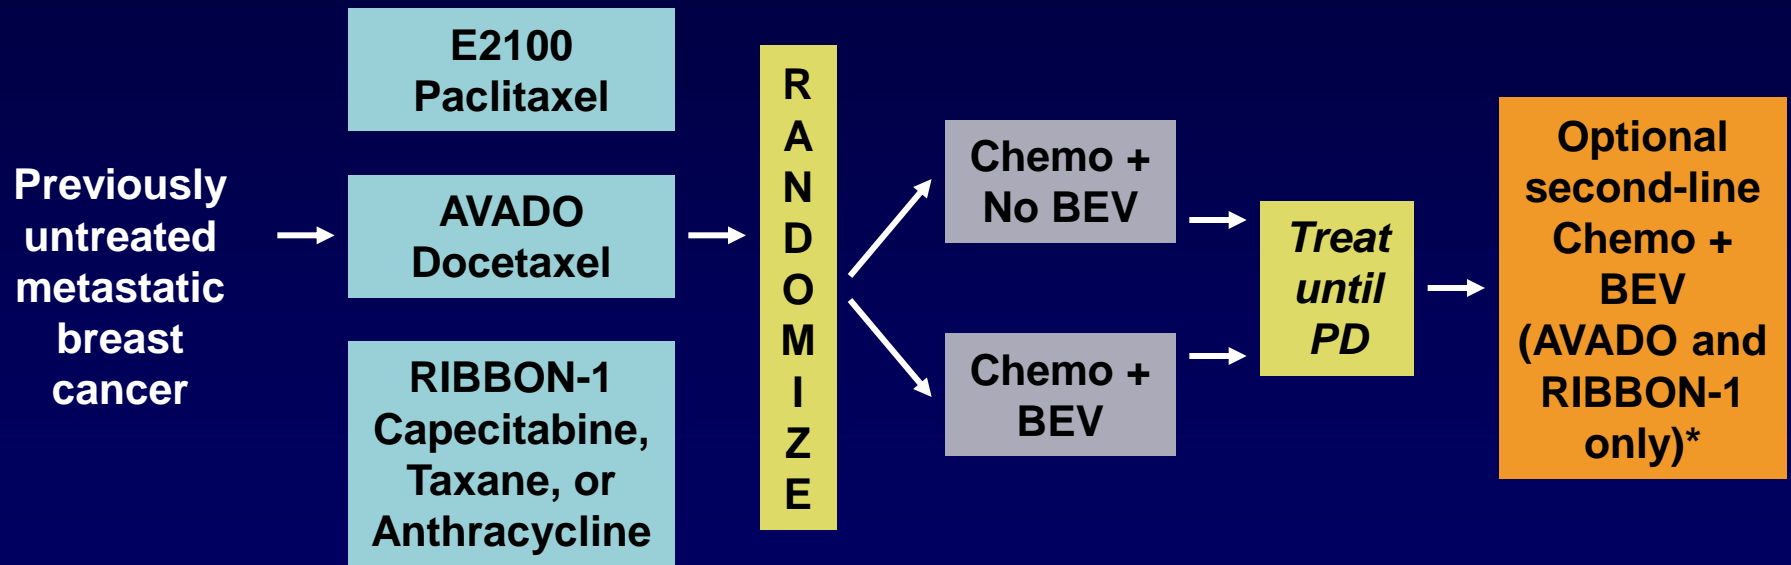 Previously
untreated
metastatic
breast
cancer
E2100
Paclitaxel
AVADO
Docetaxel
RIBBON-1
Capecitabine,
Taxane, or
Anthracycline
R
A
N
D
O
M
I
Z
E
Chemo +
No BEV
Chemo +
BEV
Treat
until
PD
Optional
second-line
Chemo +
BEV
(AVADO and
RIBBON-1
only)*